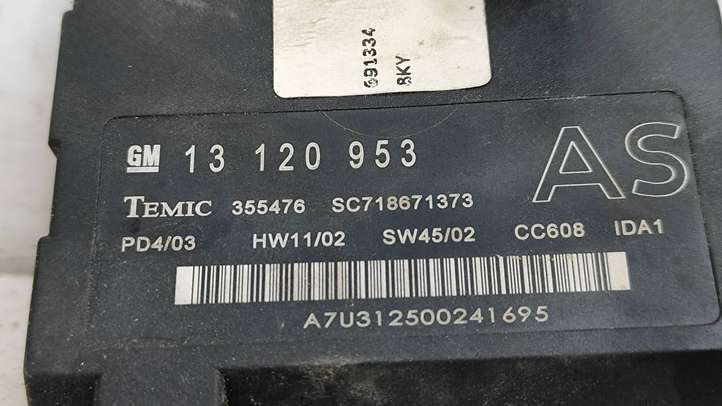 691334
8KY
GM 13 120 953
AS
TEMIC 355476 SC718671373
PD4/03 HW11/02 SW45/02 CC608 IDA1
A7U312500241695